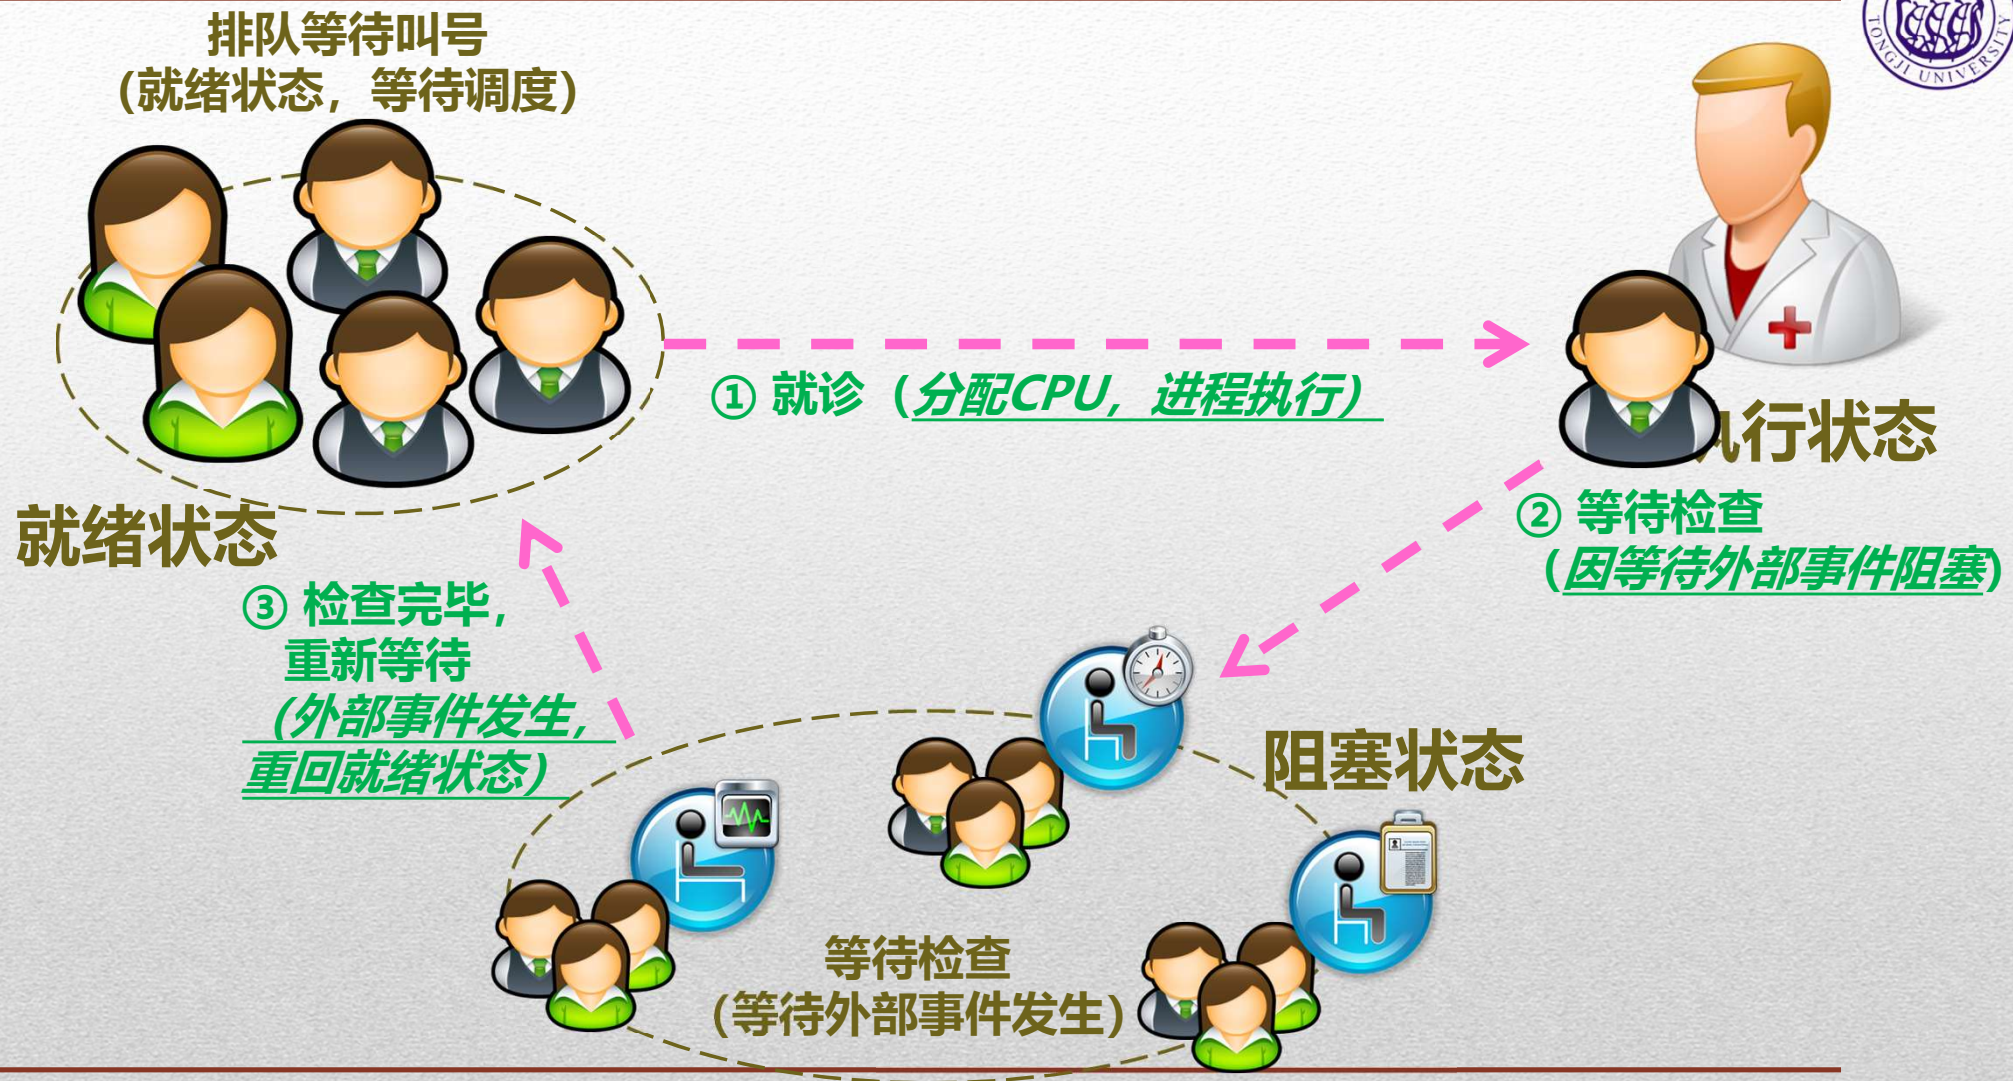 排队等待叫号
（就绪状态，等待调度）
TONGJI UNIVERSITY
① 就诊（分配CPU，进程执行）
执行状态
② 等待检查
（因等待外部事件阻塞）
就绪状态
③ 检查完毕，
重新等待
（外部事件发生，
重回就绪状态）
阻塞状态
等待检查
（等待外部事件发生）